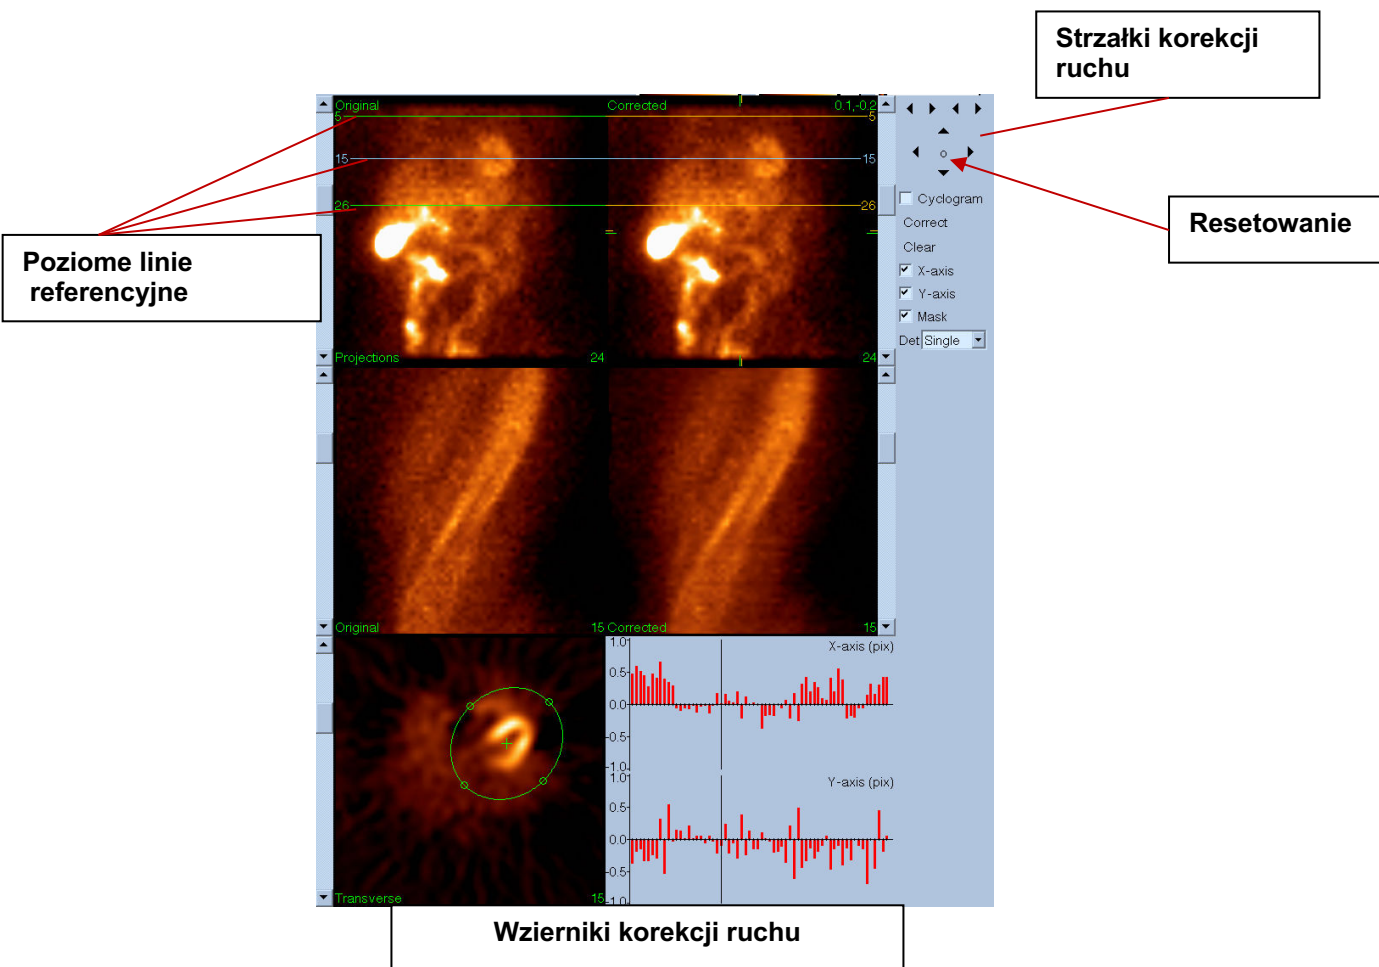 Strzałki korekcji
ruchu
Original
Corrected
0.1,-0.2
5
5
15
15
26
26
Cyclogram
Correct
Clear
X-axis
Y-axis
Mask
Det Single
Resetowanie
Poziome linie
referencyjne
Projections
24
24
Original
15
Corrected
15
1.0
X-axis (pix)
0.5
0.0
-0.5
-1.0
1.0
Y-axis (pix)
0.5
0.0
-0.5
-1.0
Transverse
15
Wzierniki korekcji ruchu